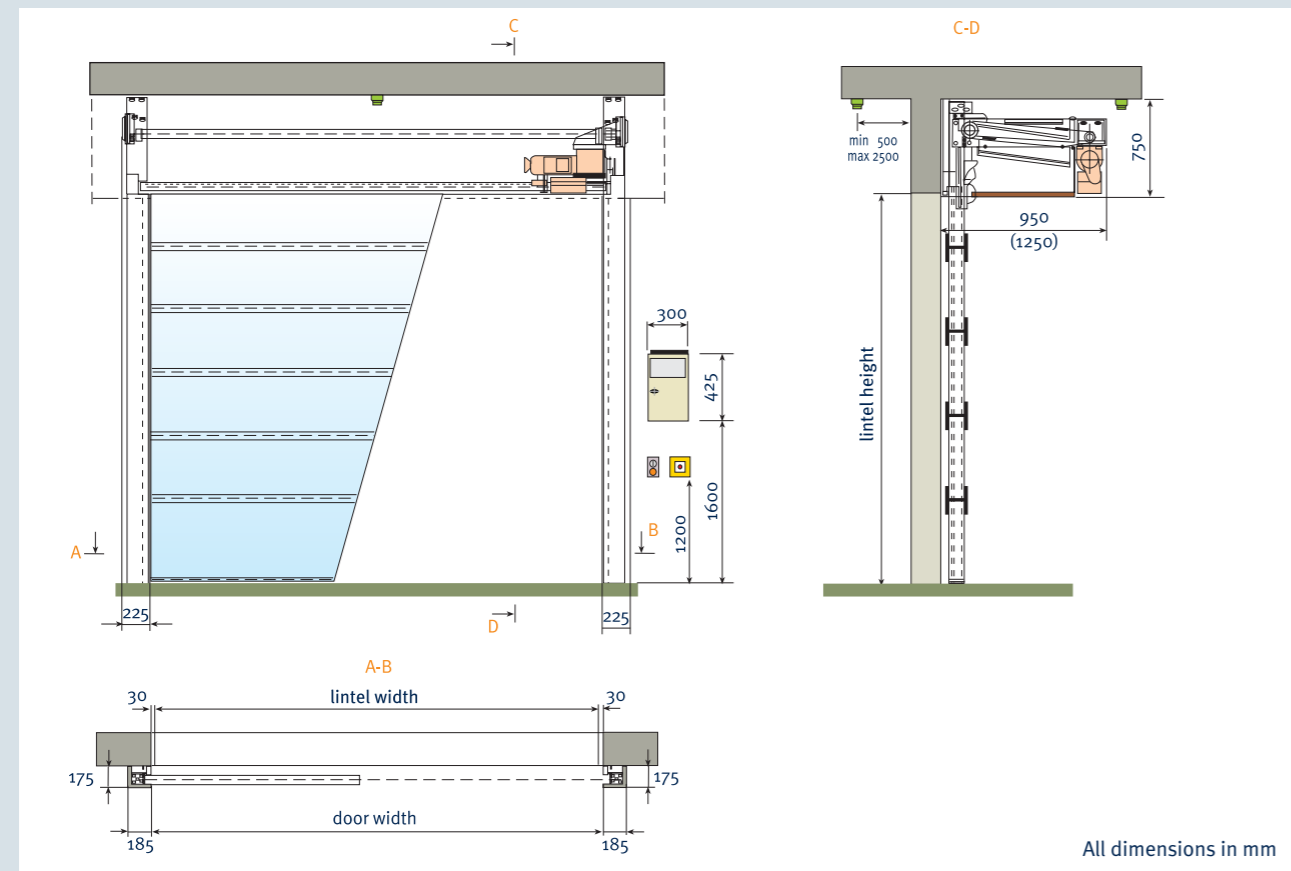 C
C-D
min 500
max 2500
750
950
(1250)
300
425
lintel height
1600
1200
A
B
225
D
225
A-B
30
lintel width
30
175
175
door width
185
185
All dimensions in mm